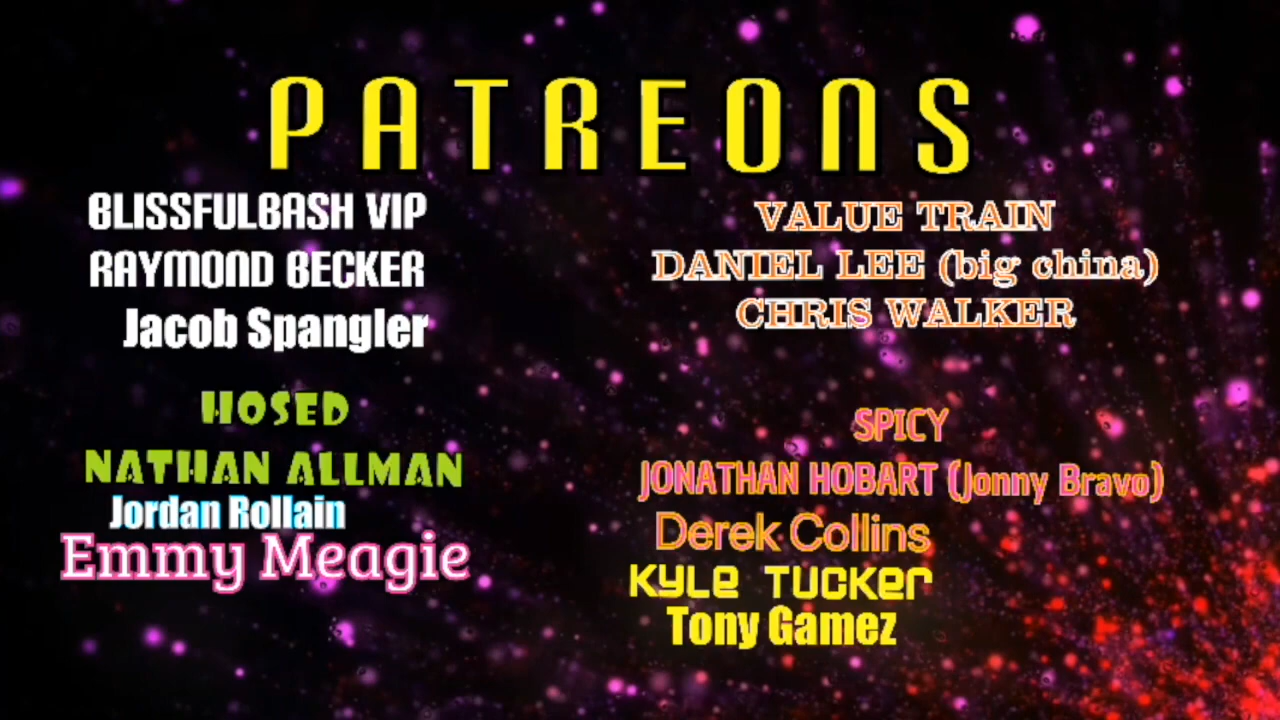 PATREONS
BLISSFULBASH VIP
RAYMOND BECKER
Jacob Spangler
HOSED
NATHAN ALLMAN
Jordan Rollain
Emmy Meagie
VALUE TRAIN
DANIEL LEE (big china)
CHRIS WALKER
SPICY
JONATHAN HOBART (Jonny Bravo)
Derek Collins
KYLe TUCKer
Tony Gamez